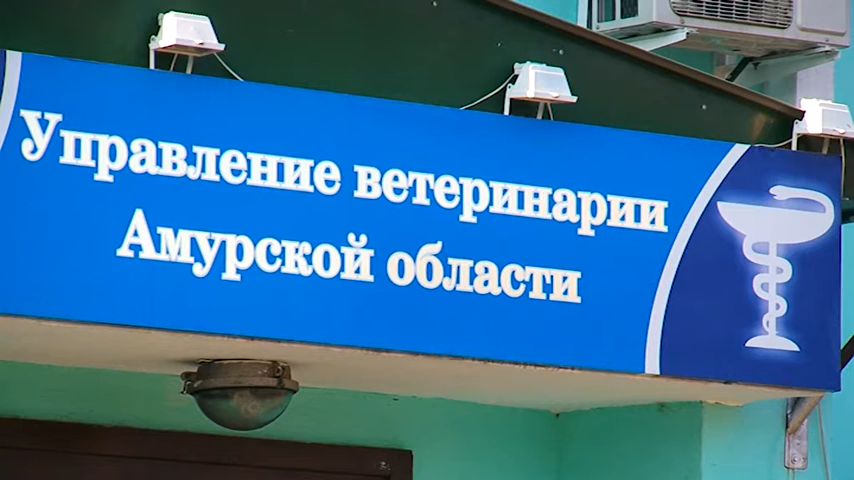 Управление ветеринарии
Амурской области